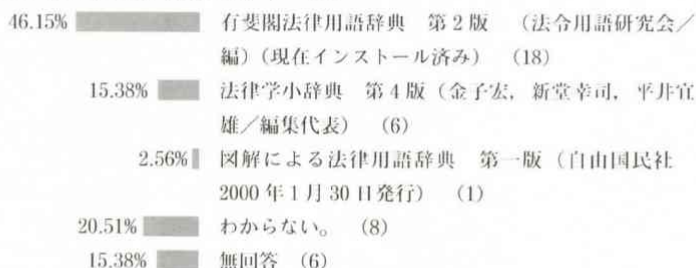 46.15% 有斐閣法律用語辞典 第2版 (法令用語研究会/
編)(現在インストール済み) (18)
15.38% 法律学小辞典 第4版(金子宏, 新堂幸司, 平井宜
雄/編集代表) (6)
2.56% 図解による法律用語辞典 第一版(自由国民社
2000年1月30日発行) (1)
20.51% わからない。 (8)
15.38% 無回答 (6)